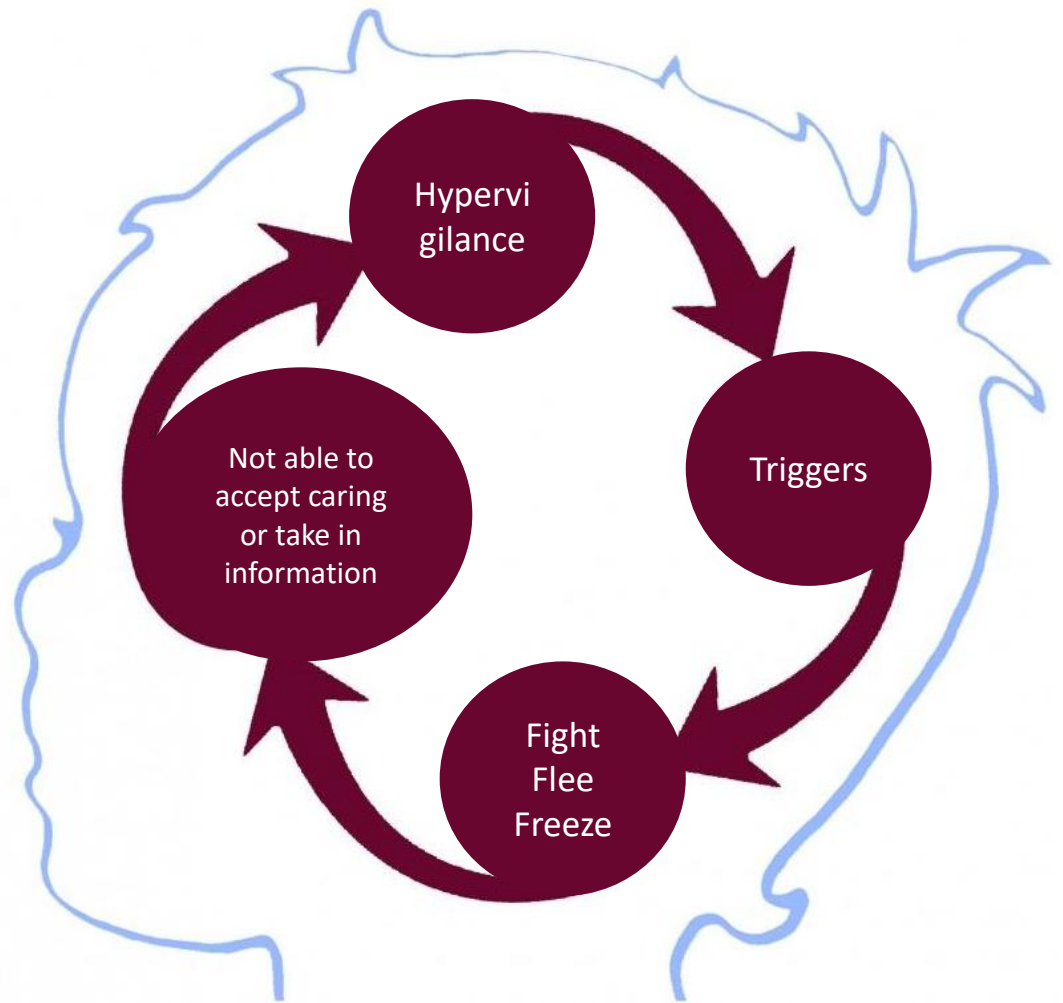 Hypervi
gilance
Triggers
Fight
Flee
Freeze
Not able to
accept caring
or take in
information